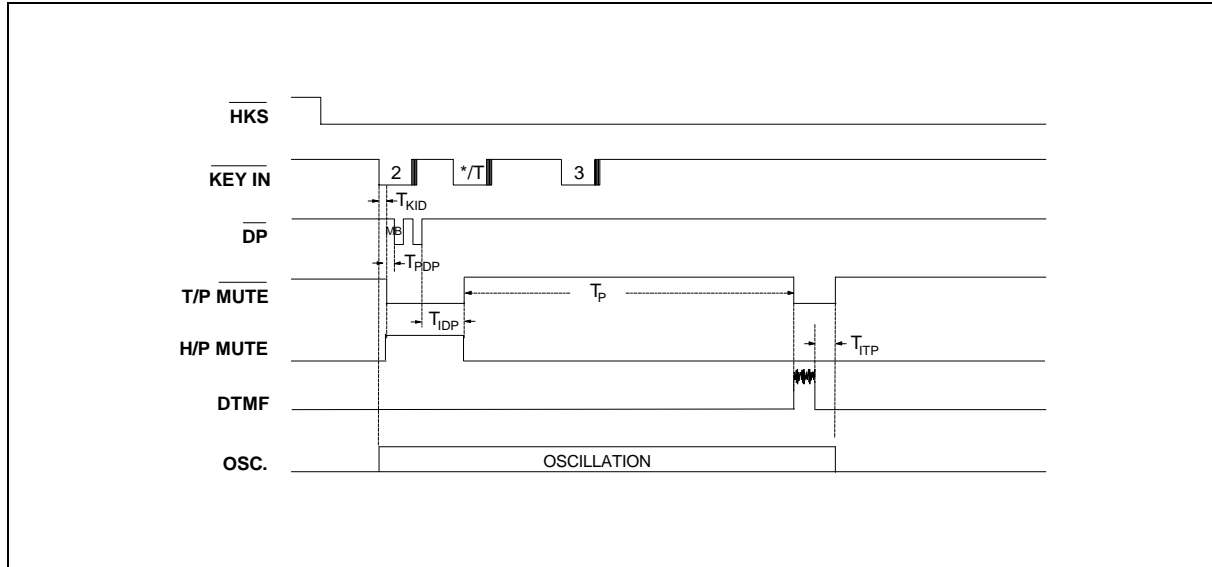 HKS
KEY IN
2
*/T
3
TKID
DP
MB
TPDP
T/P MUTE
TP
TIDP
H/P MUTE
TITP
DTMF
OSC.
OSCILLATION